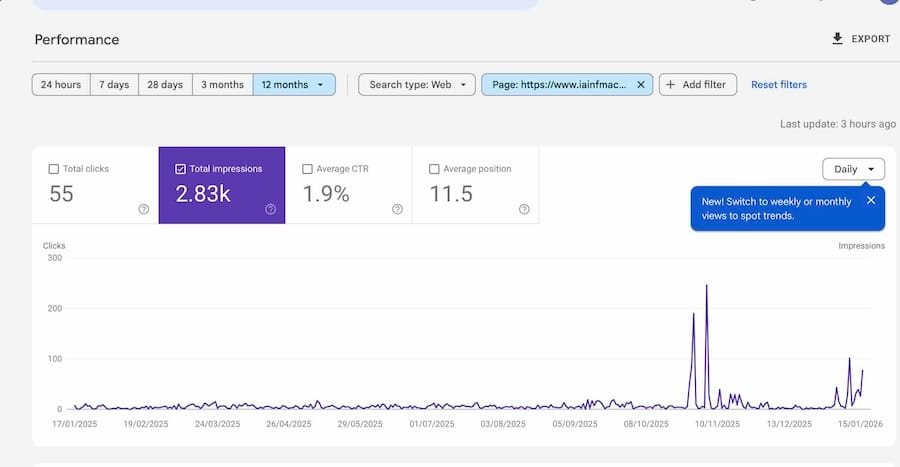 Performance
EXPORT
24 hours 7 days 28 days 3 months 12 months
Search type: Web
Page: https://www.iainfmac...
+ Add filter
Reset filters
Last update: 3 hours ago
Total clicks
55
Total impressions
2.83k
Average CTR
1.9%
Average position
11.5
Daily
New! Switch to weekly or monthly
views to spot trends.
Clicks
Impressions
300
200
100
0
17/01/2025 19/02/2025 24/03/2025 26/04/2025 29/05/2025 01/07/2025 03/08/2025 05/09/2025 08/10/2025 10/11/2025 13/12/2025 15/01/2026